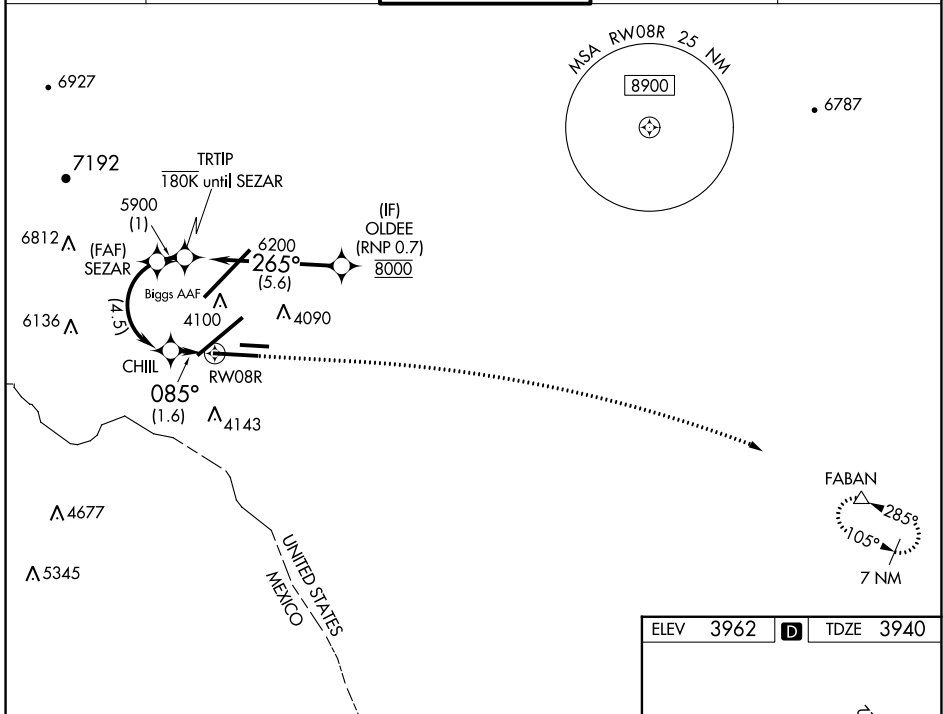 MSA RW08R 25 NM
8900
6927
6787
7192
TRTIP
180K until SEZAR
5900
(1)
(IF)
OLDEE
(RNP 0.7)
8000
6812
(FAF)
SEZAR
6200
265°
(5.6)
Biggs AAF
4100
4090
(4.5)
6136
CHIIL
RW08R
085°
(1.6)
4143
FABAN
285°
105°
7 NM
4677
5345
UNITED STATES
MEXICO
ELEV 3962 D TDZE 3940